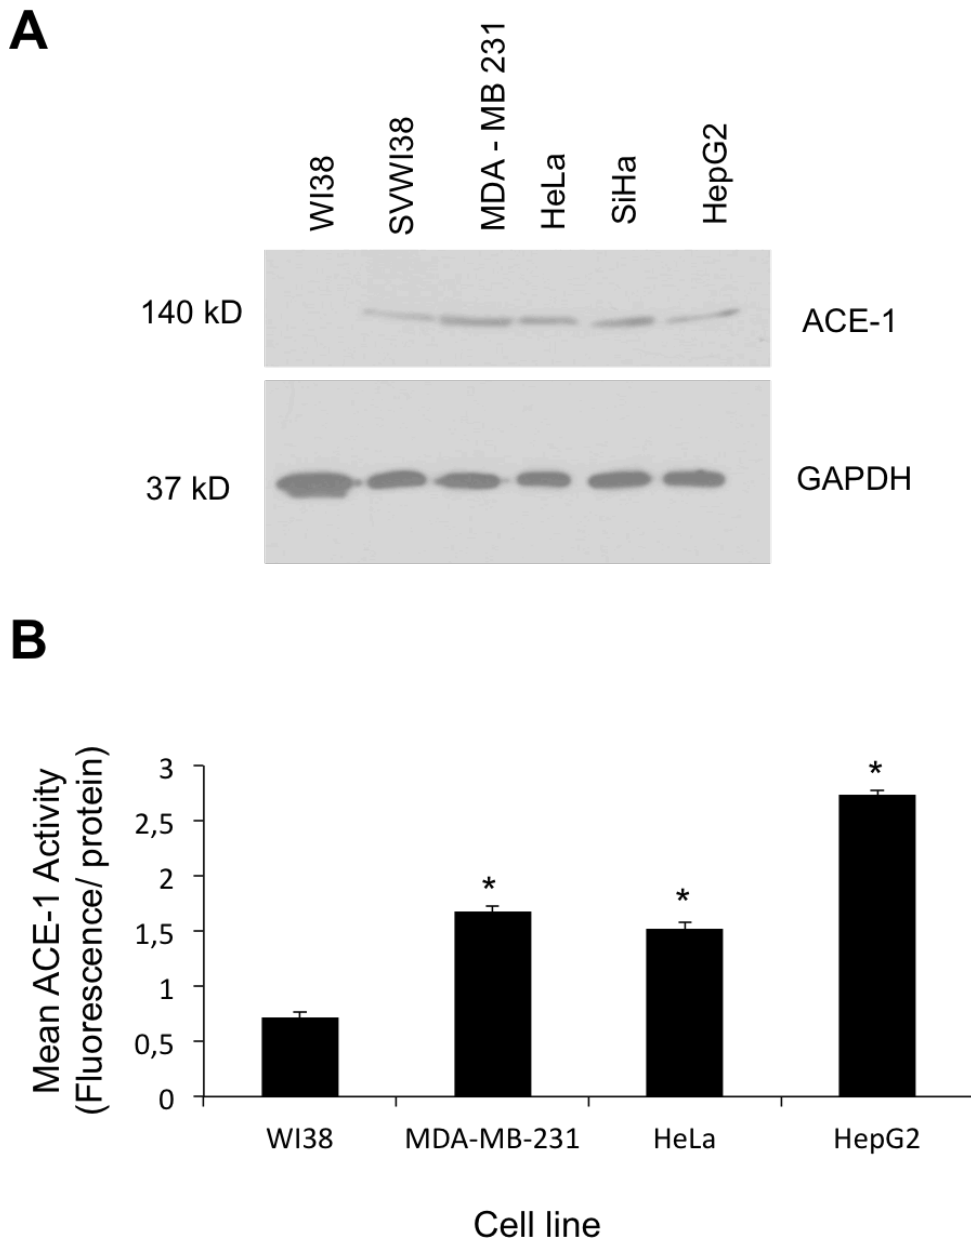 A
WI38
SVWI38
MDA - MB 231
HeLa
SiHa
HepG2
140 kD
ACE-1
37 kD
GAPDH
B
Mean ACE-1 Activity
(Fluorescence/ protein)
3
2,5
2
1,5
1
0,5
0
*
*
*
WI38
MDA-MB-231
HeLa
HepG2
Cell line